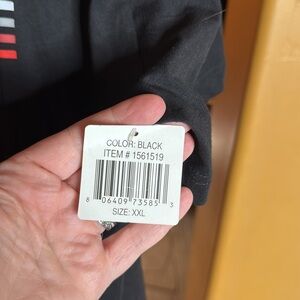 COLOR: BLACK
ITEM # 1561519
8 06409 73585 3
SIZE: XXL